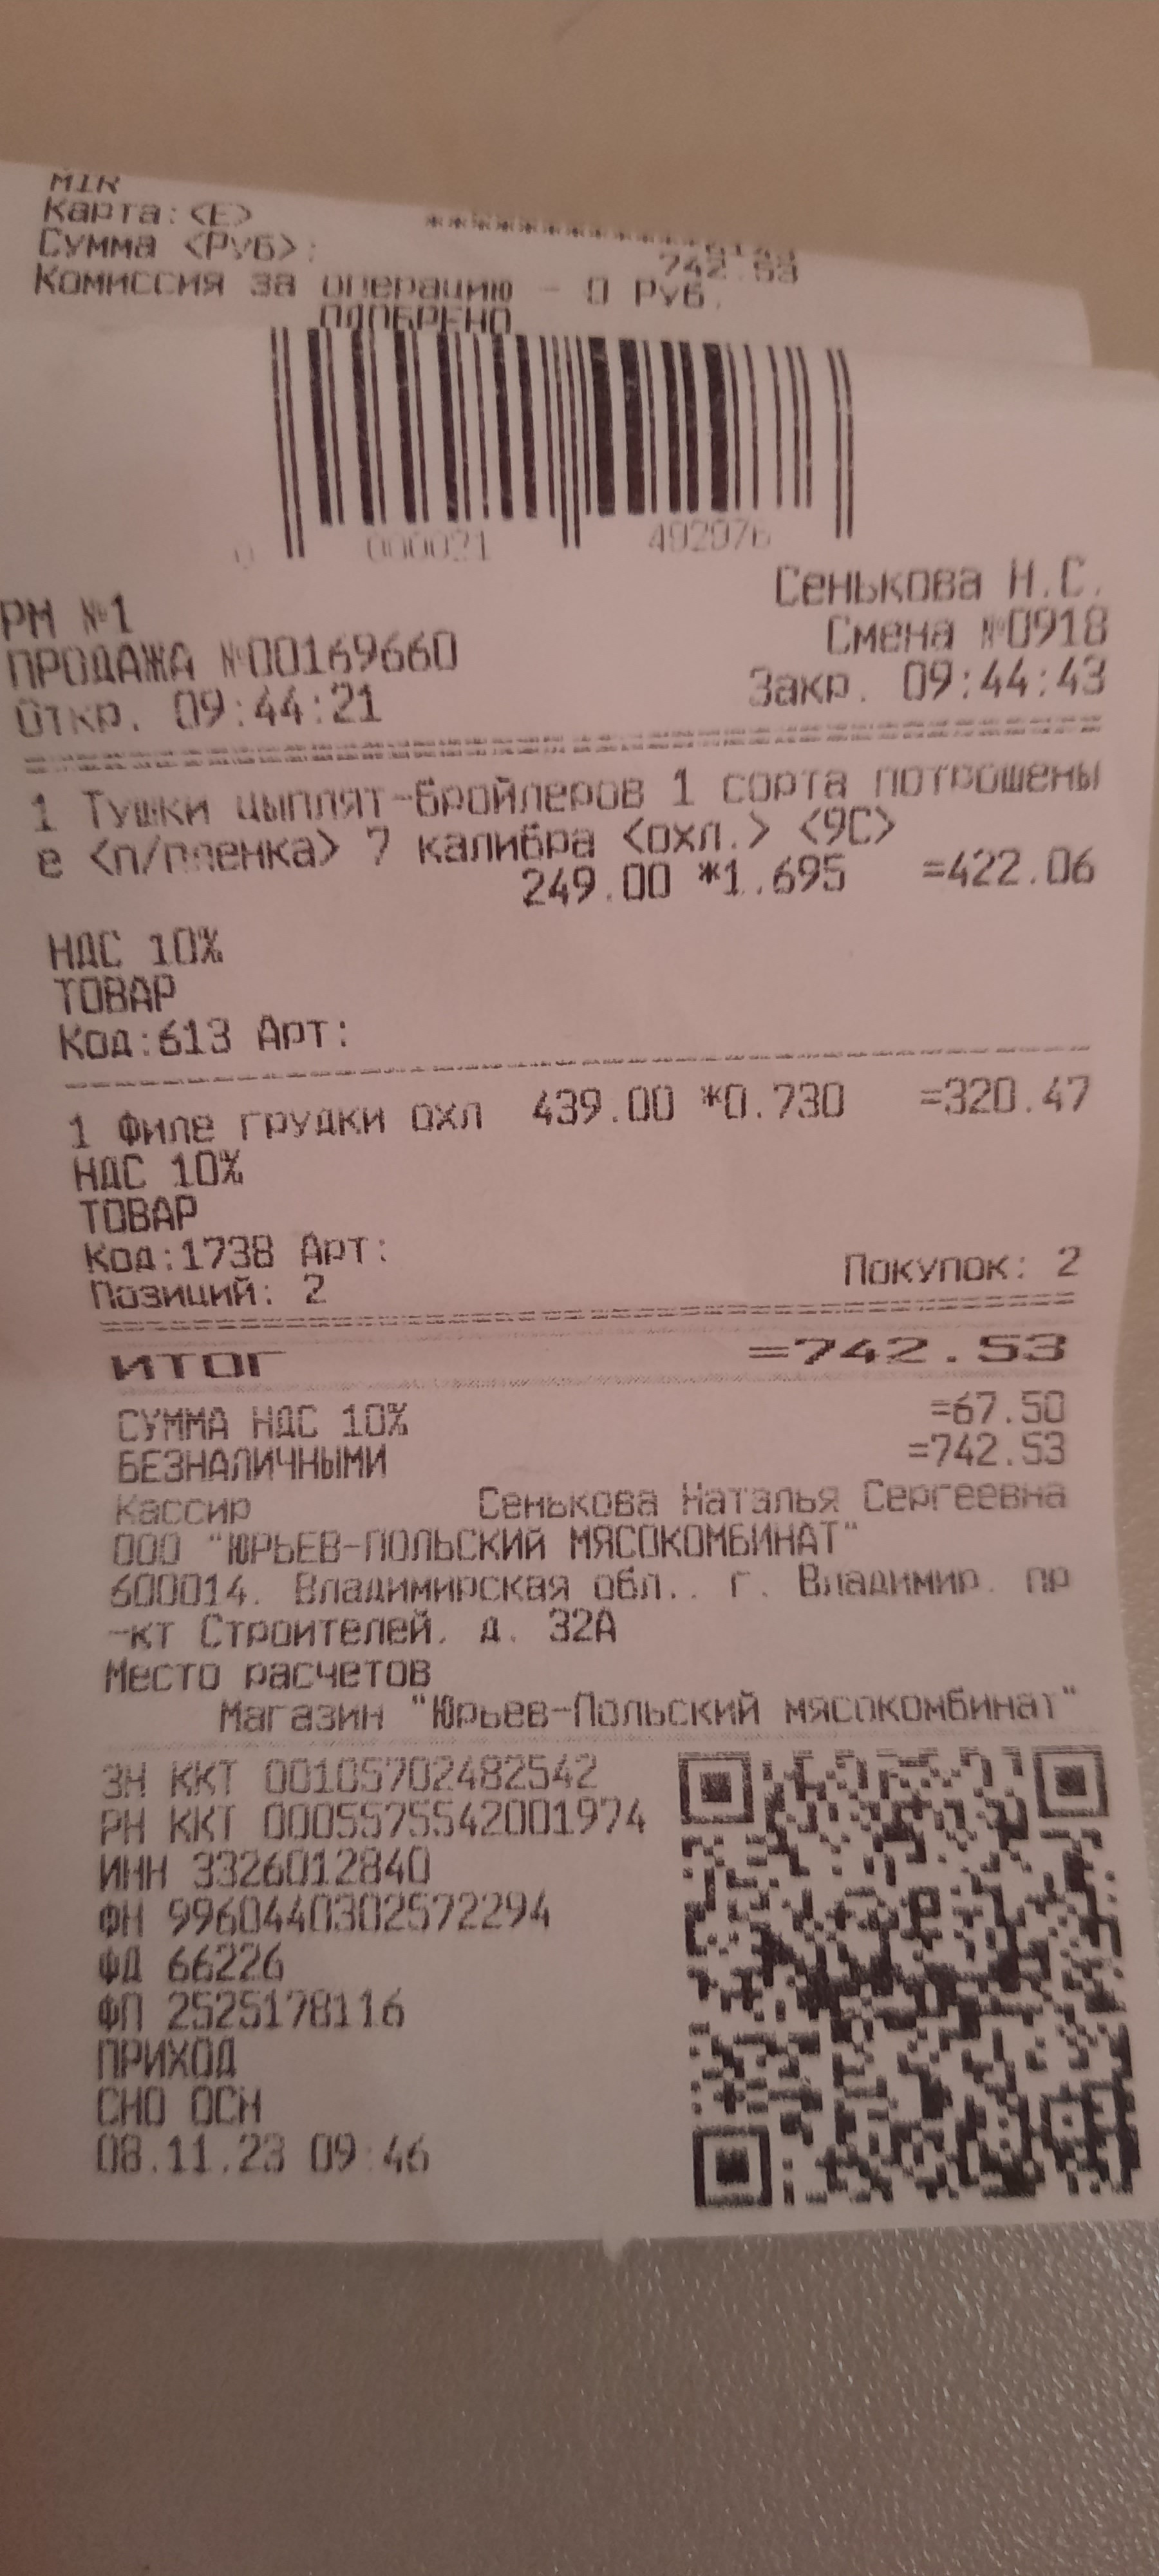 MIR
Карта:<E>
Сумма <Руб>: 742.53
Комиссия за операцию - 0 Руб.
ОДОБРЕНО
0 000021 492976
Сенькова Н.С.
РМ №1
Смена №0918
ПРОДАЖА №00169660
Закр. 09:44:43
Откр. 09:44:21
1 Тушки цыплят-бройлеров 1 сорта потрошены
е <п/пленка> 7 калибра <охл.> <9С>
249.00 *1.695 =422.06
НДС 10%
ТОВАР
Код:613 Арт:
1 Филе грудки охл 439.00 *0.730 =320.47
НДС 10%
ТОВАР
Код:1738 Арт:
Позиций: 2 Покупок: 2
ИТОГ =742.53
СУММА НДС 10% =67.50
БЕЗНАЛИЧНЫМИ =742.53
Кассир Сенькова Наталья Сергеевна
ООО "ЮРЬЕВ-ПОЛЬСКИЙ МЯСОКОМБИНАТ"
600014, Владимирская обл., г. Владимир, пр
-кт Строителей, д. 32А
Место расчетов
Магазин "Юрьев-Польский мясокомбинат"
ЗН ККТ 00105702482542
РН ККТ 0005575542001974
ИНН 3326012840
ФН 9960440302572294
ФД 66226
ФП 2525178116
ПРИХОД
СНО ОСН
08.11.23 09:46